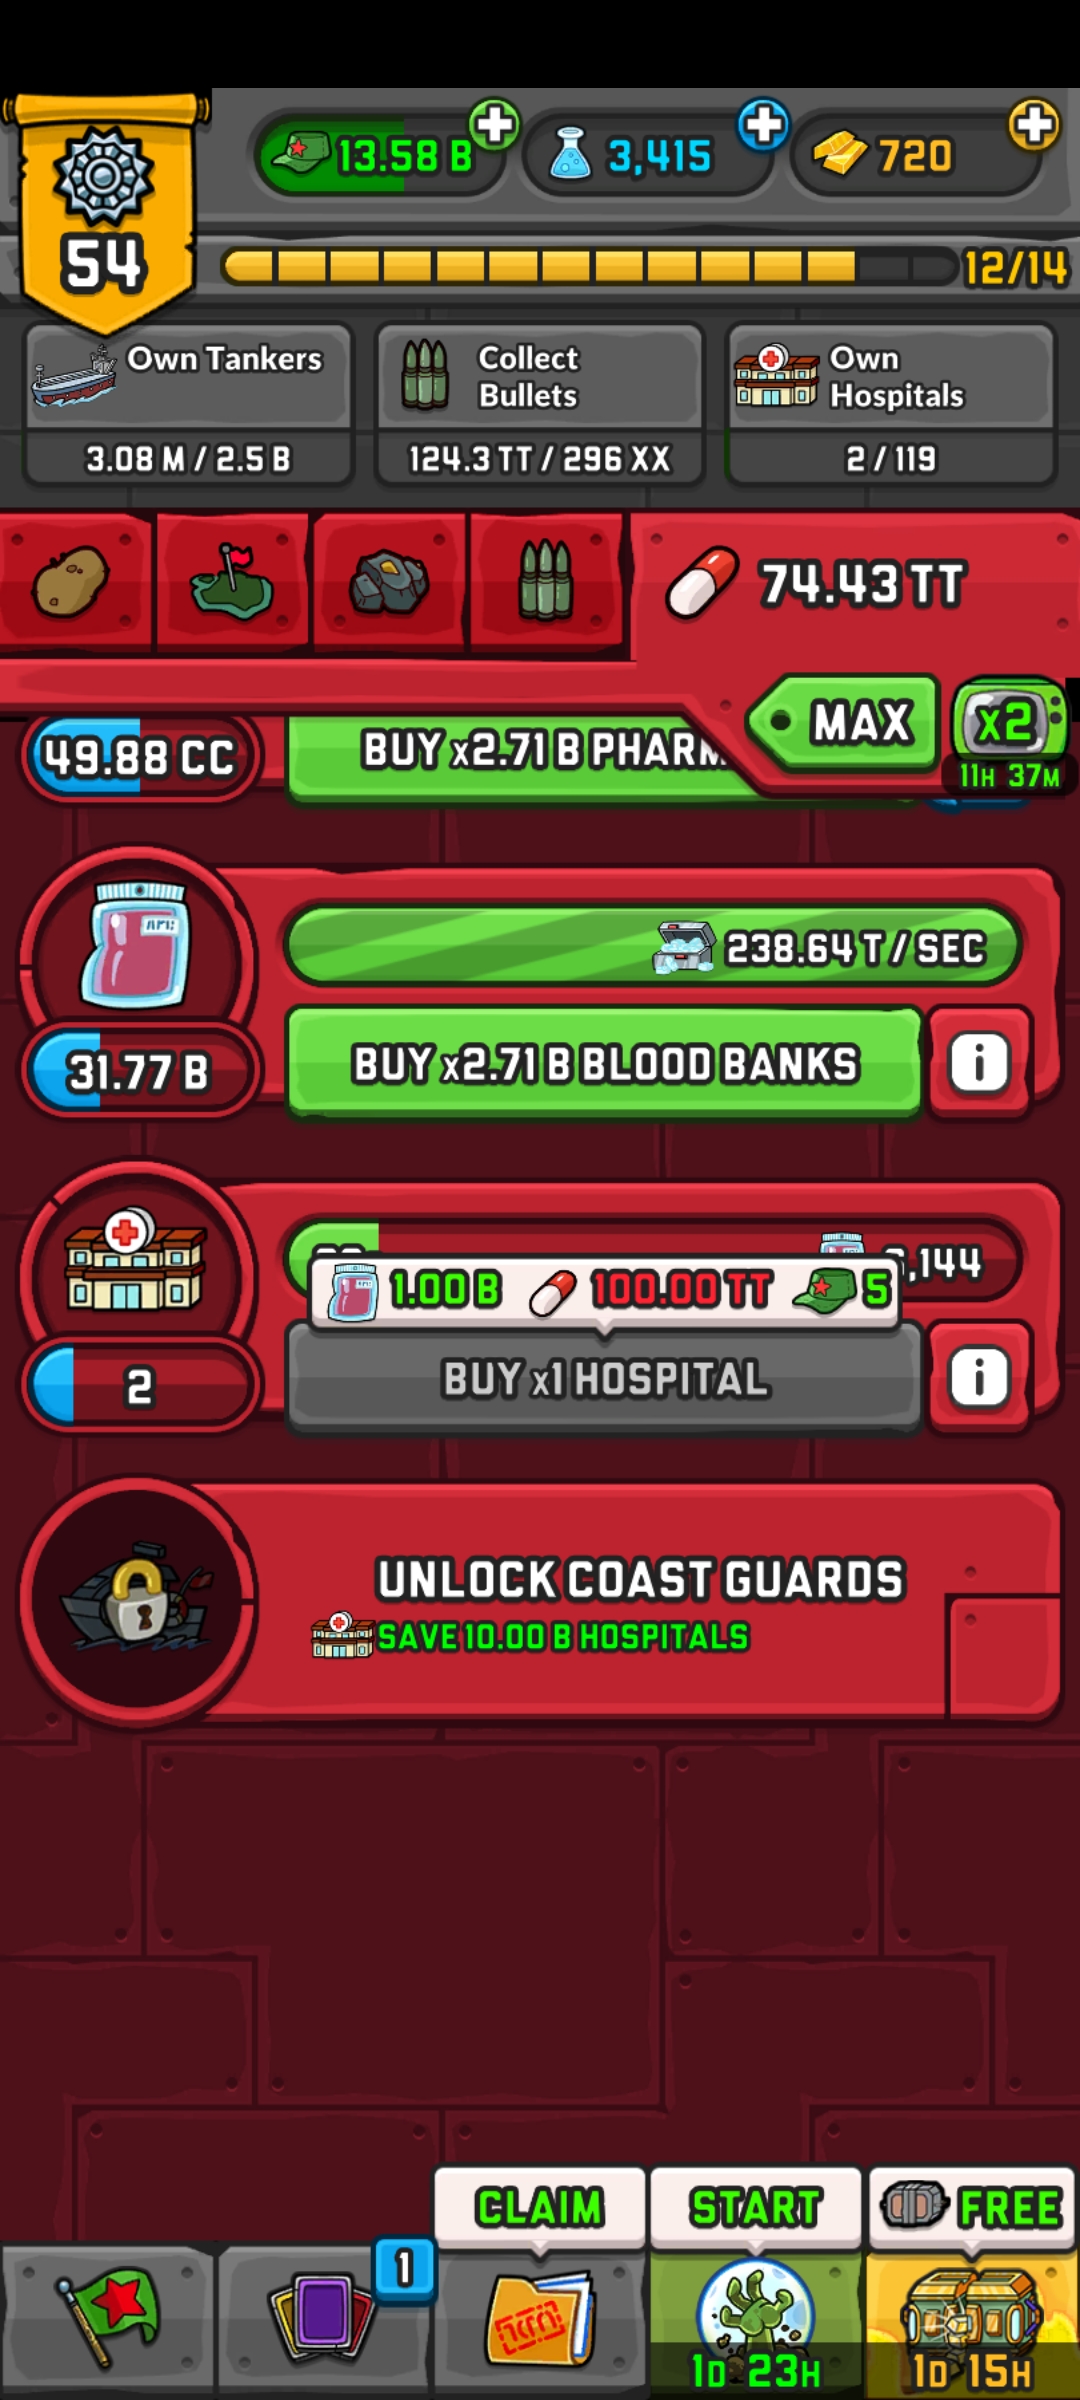 13.58 B
3,415
720
54
12/14
Own Tankers
3.08 M / 2.5 B
Collect
Bullets
124.3 TT / 296 XX
Own
Hospitals
2 / 119
74.43 TT
MAX
x2
11H 37M
49.88 CC
BUY x2.71 B PHARM
238.64 T / SEC
31.77 B
BUY x2.71 B BLOOD BANKS
i
,144
1.00 B
100.00 TT
5
2
BUY x1 HOSPITAL
i
UNLOCK COAST GUARDS
SAVE 10.00 B HOSPITALS
CLAIM
START
FREE
1
1D 23H
1D 15H